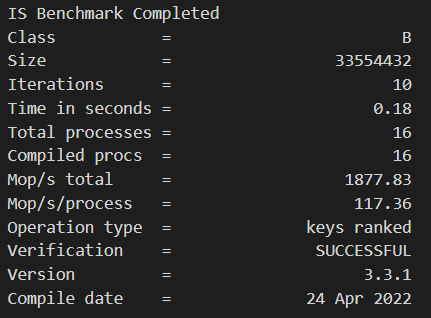 IS Benchmark Completed
Class           =                        B
Size            =                 33554432
Iterations      =                       10
Time in seconds =                     0.18
Total processes =                       16
Compiled procs  =                       16
Mop/s total     =                  1877.83
Mop/s/process   =                   117.36
Operation type  =              keys ranked
Verification    =               SUCCESSFUL
Version         =                    3.3.1
Compile date    =              24 Apr 2022